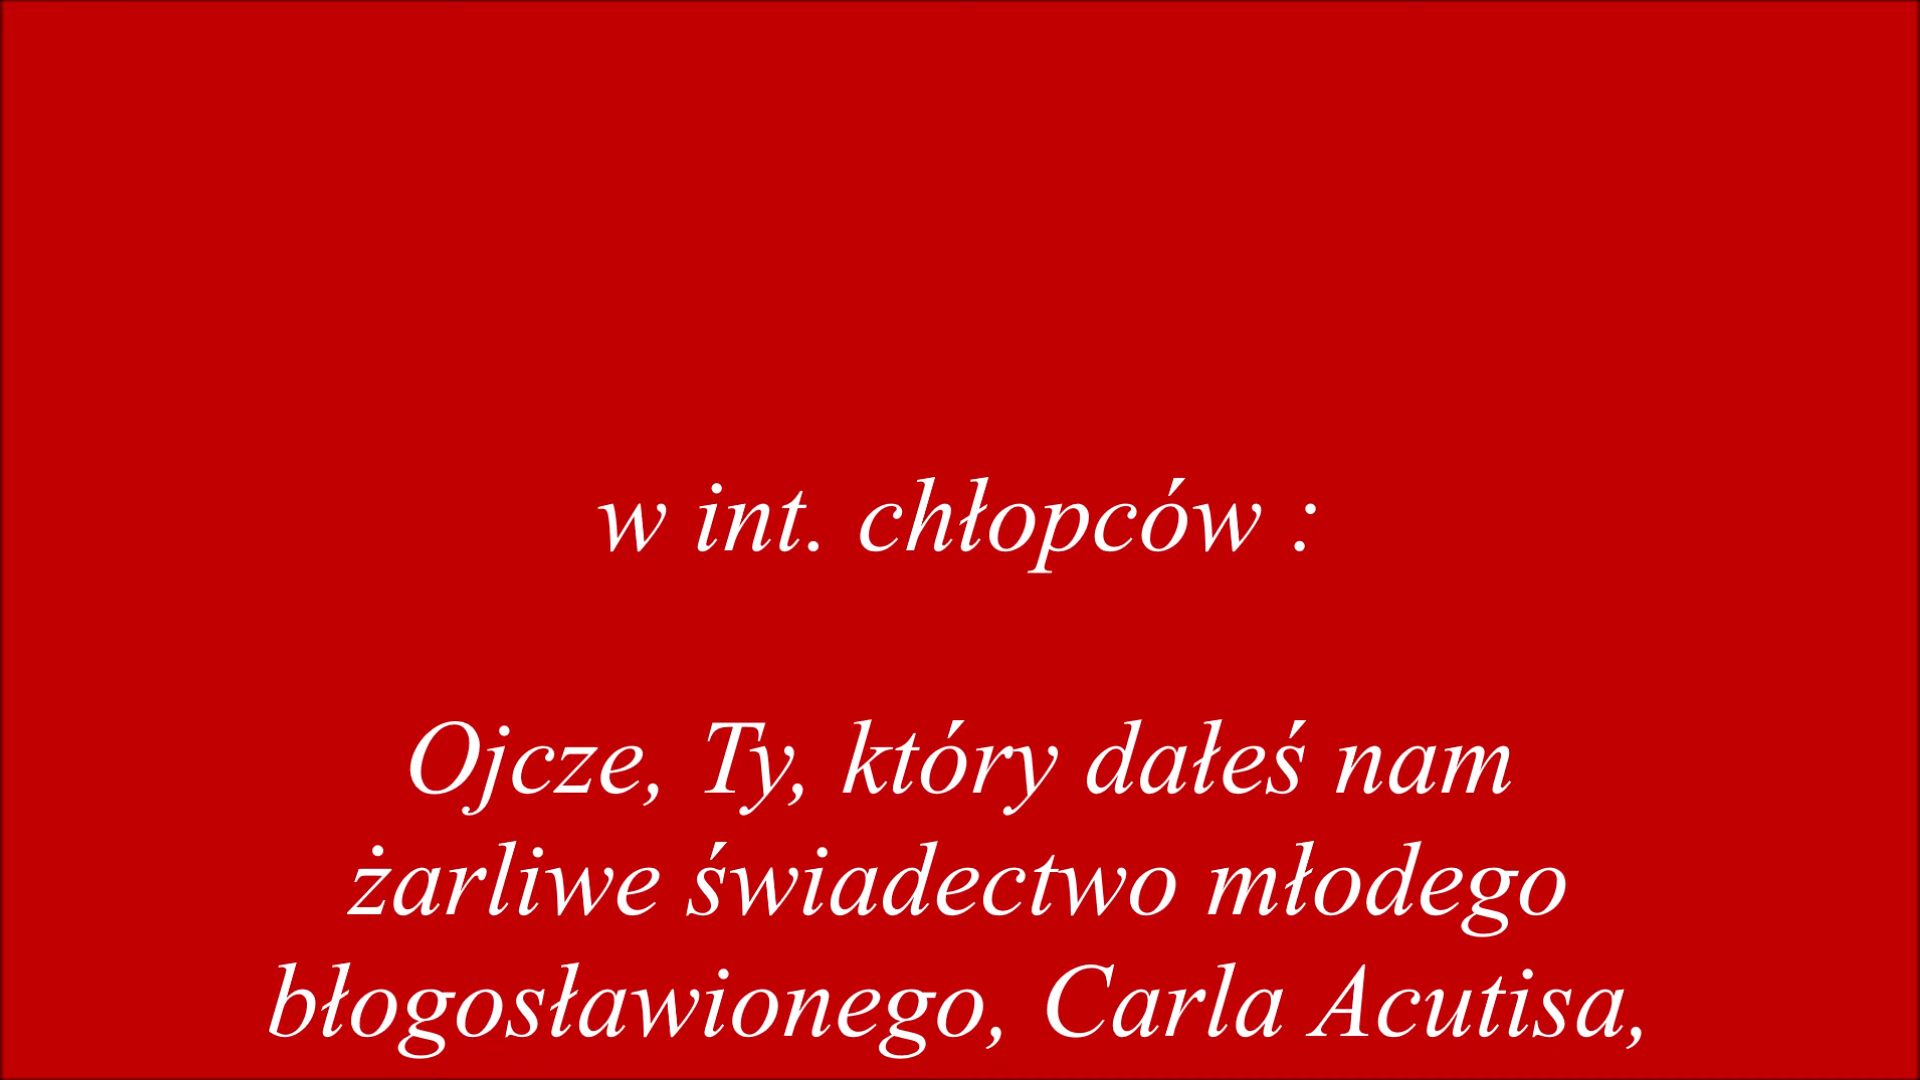 w int. chłopców :
Ojcze, Ty, który dałeś nam
żarliwe świadectwo młodego
błogosławionego, Carla Acutisa,